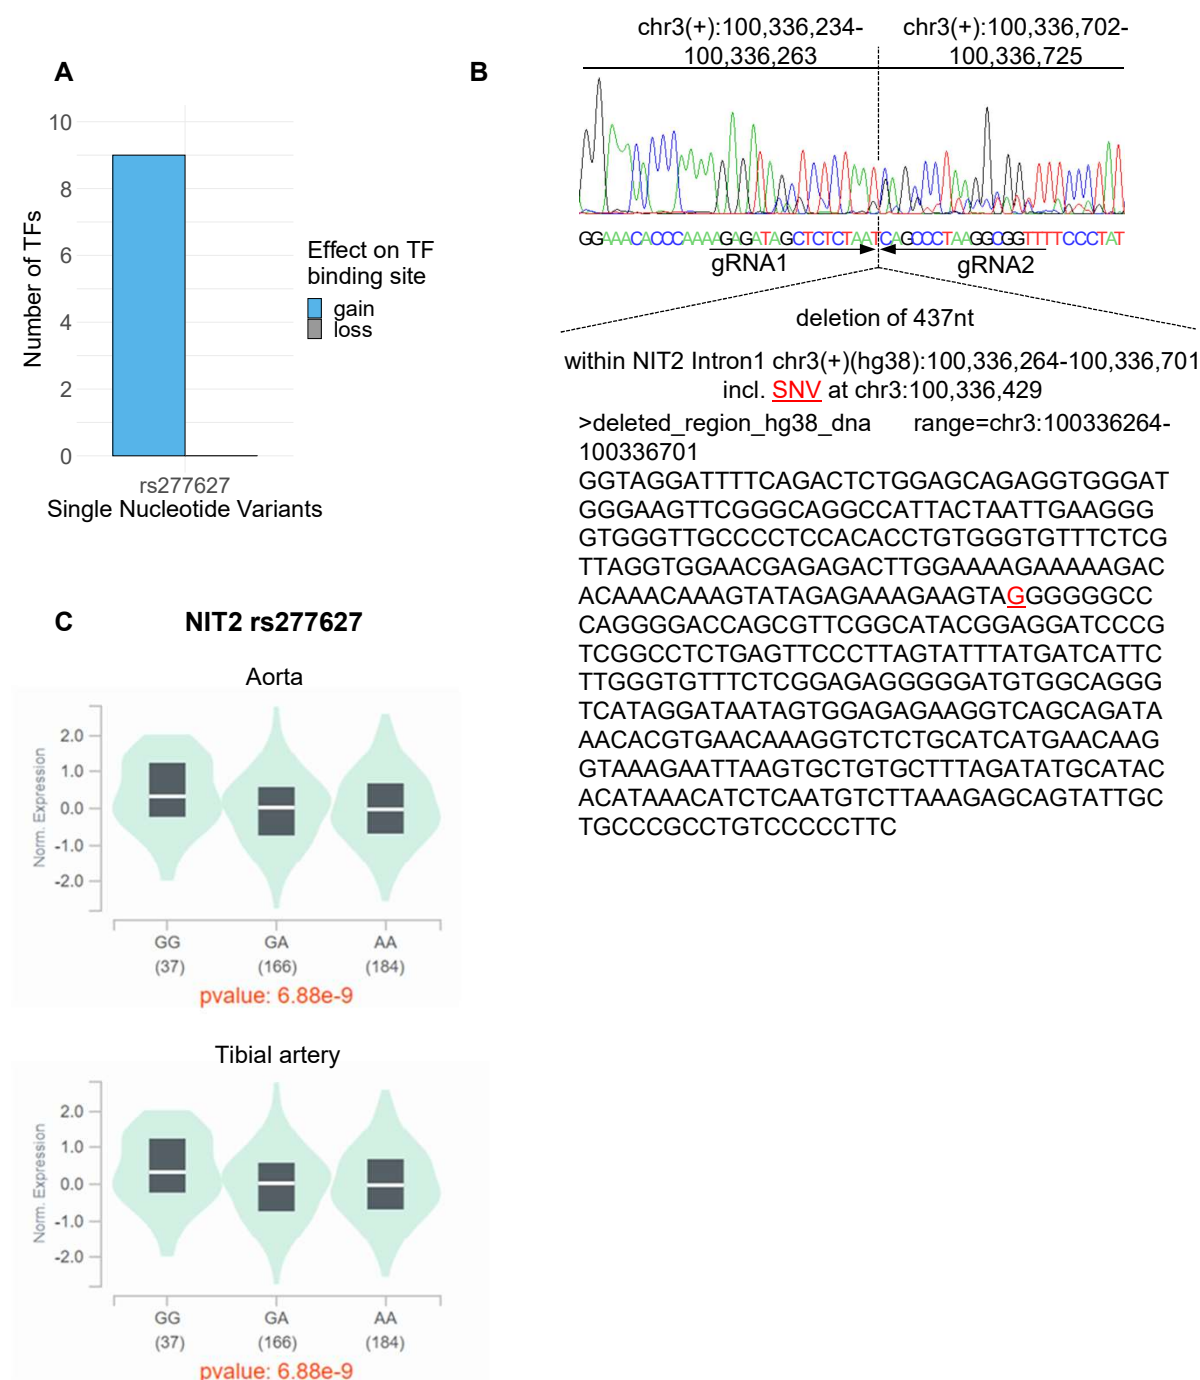 A
10
8
6
4
2
0
Number of TFs
rs277627
Single Nucleotide Variants
Effect on TF
binding site
gain
loss
B
chr3(+):100,336,234-
100,336,263
chr3(+):100,336,702-
100,336,725
GGAAACACCCAAAAGAGATAGCTCTCTAATCAGCCCTAAGGCGGTTTTCCCTAT
gRNA1
gRNA2
deletion of 437nt
within NIT2 Intron1 chr3(+)(hg38):100,336,264-100,336,701
incl. SNV at chr3:100,336,429
>deleted_region_hg38_dna range=chr3:100336264-
100336701
GGTAGGATTTTCAGACTCTGGAGCAGAGGTGGGAT
GGGAAGTTCGGGCAGGCCATTACTAATTGAAGGG
GTGGGTTGCCCCTCCACACCTGTGGGTGTTTCTCG
TTAGGTGGAACGAGAGACTTGGAAAAGAAAAAGAC
ACAAACAAAGTATAGAGAAAGAAGTAGGGGGGCC
CAGGGGACCAGCGTTCGGCATACGGAGGATCCCG
TCGGCCTCTGAGTTCCCTTAGTATTTATGATCATTC
TTGGGTGTTTCTCGGAGAGGGGGATGTGGCAGGG
TCATAGGATAATAGTGGAGAGAAGGTCAGCAGATA
AACACGTGAACAAAGGTCTCTGCATCATGAACAAG
GTAAAGAATTAAGTGCTGTGCTTTAGATATGCATAC
ACATAAACATCTCAATGTCTTAAAGAGCAGTATTGC
TGCCCGCCTGTCCCCCTTC
C
NIT2 rs277627
Aorta
Norm. Expression
2.0
1.0
0.0
-1.0
-2.0
GG
(37)
GA
(166)
AA
(184)
pvalue: 6.88e-9
Tibial artery
Norm. Expression
2.0
1.0
0.0
-1.0
-2.0
GG
(37)
GA
(166)
AA
(184)
pvalue: 6.88e-9